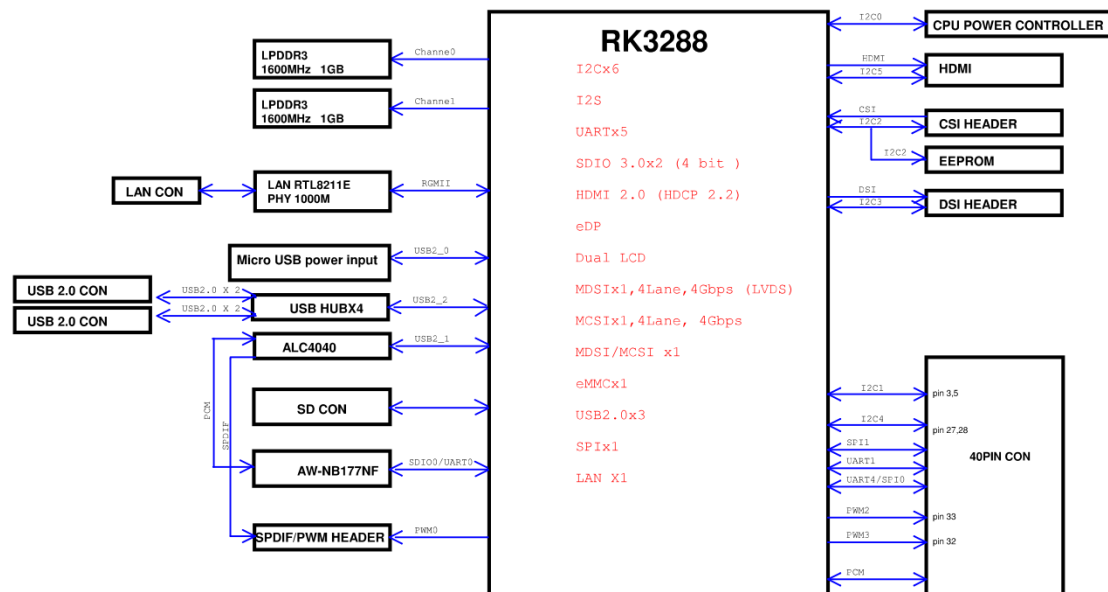 LPDDR3
1600MHz 1GB
Channe0
LPDDR3
1600MHz 1GB
Channe1
LAN CON
LAN RTL8211E
PHY 1000M
RGMII
Micro USB power input
USB2_0
USB 2.0 CON
USB2.0 X 2
USB 2.0 CON
USB2.0 X 2
USB HUBX4
USB2_2
ALC4040
USB2_1
PCM
SPDIF
SD CON
AW-NB177NF
SDIO0/UART0
SPDIF/PWM HEADER
PWM0
RK3288
I2Cx6
I2S
UARTx5
SDIO 3.0x2 (4 bit )
HDMI 2.0 (HDCP 2.2)
eDP
Dual LCD
MDSIx1,4Lane,4Gbps (LVDS)
MCSIx1,4Lane, 4Gbps
MDSI/MCSI x1
eMMCx1
USB2.0x3
SPIx1
LAN X1
I2C0
CPU POWER CONTROLLER
HDMI
I2C5
HDMI
CSI
I2C2
CSI HEADER
I2C2
EEPROM
DSI
I2C3
DSI HEADER
I2C1
pin 3,5
I2C4
pin 27,28
SPI1
UART1
UART4/SPI0
40PIN CON
PWM2
pin 33
PWM3
pin 32
PCM